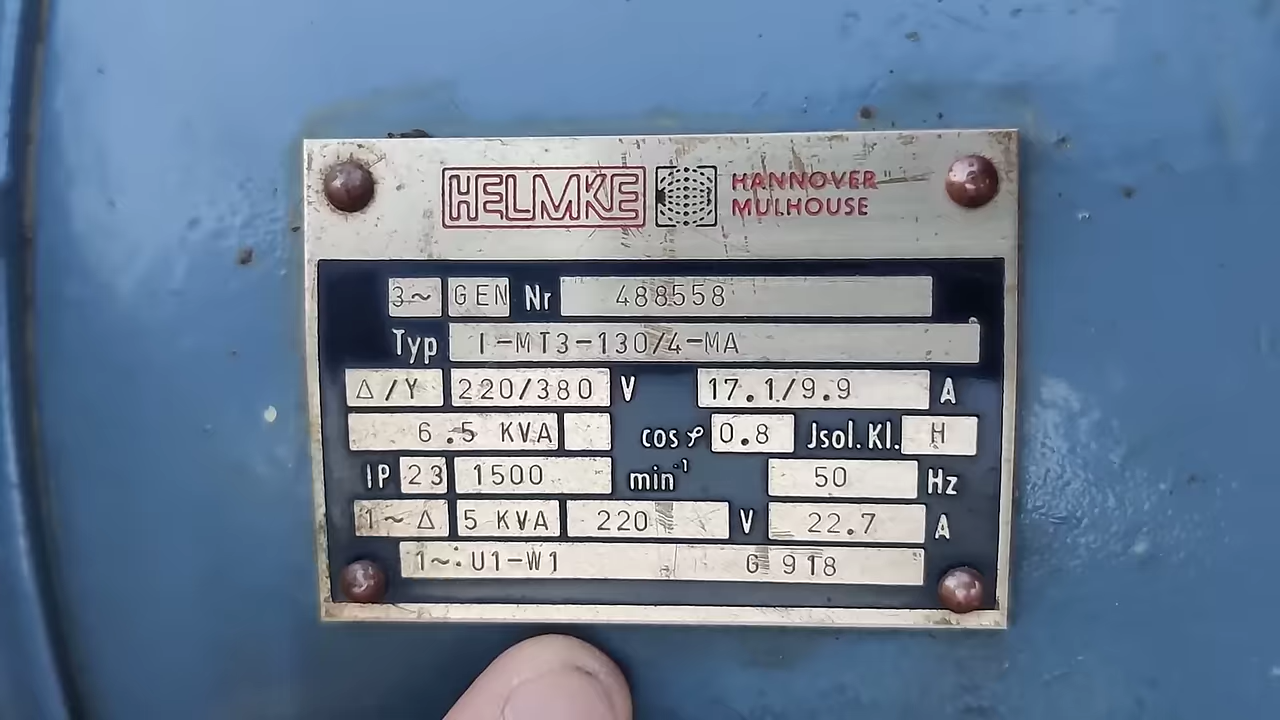 HELMKE HANNOVER
MULHOUSE
3~ GEN Nr 488558
Typ I-MT3-130/4-MA
Δ/Y 220/380 V 17.1/9.9 A
6.5 KVA cos φ 0.8 Jsol.Kl. H
IP 23 1500 min⁻¹ 50 Hz
1~ Δ 5 KVA 220 V 22.7 A
1~: U1-W1 G 918